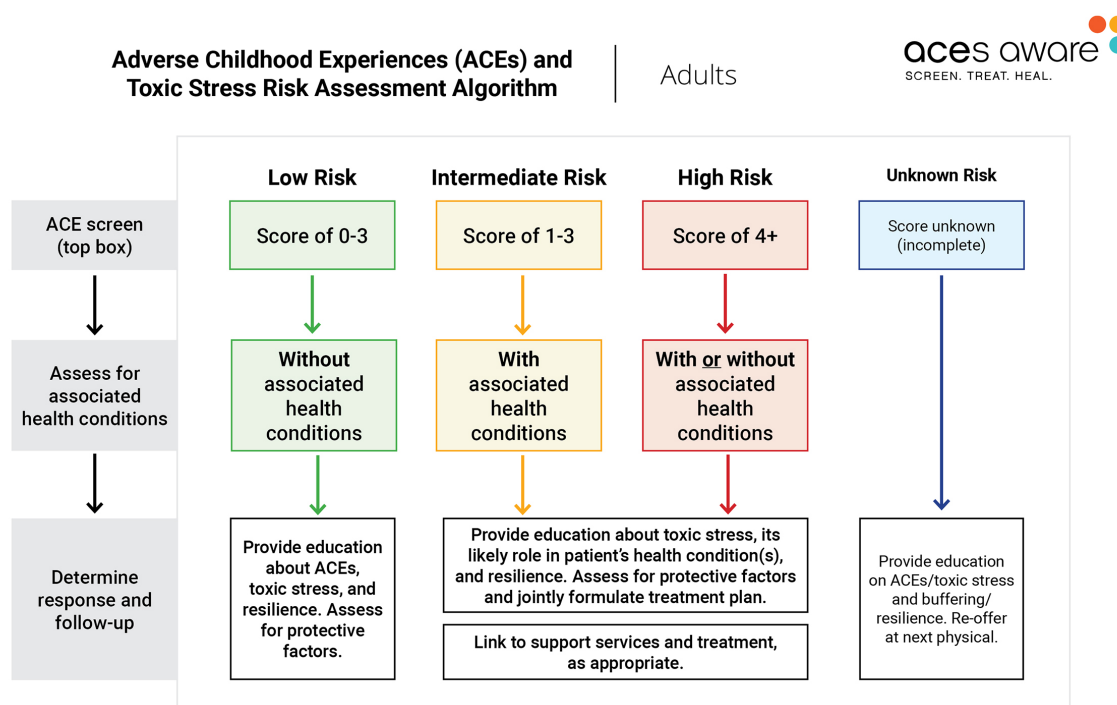 Adverse Childhood Experiences (ACEs) and
Toxic Stress Risk Assessment Algorithm
Adults
aces aware
SCREEN. TREAT. HEAL.
Low Risk
Intermediate Risk
High Risk
Unknown Risk
ACE screen
(top box)
Score of 0-3
Score of 1-3
Score of 4+
Score unknown
(incomplete)
Assess for
associated
health conditions
Without
associated
health
conditions
With
associated
health
conditions
With or without
associated
health
conditions
Determine
response and
follow-up
Provide education
about ACEs,
toxic stress, and
resilience. Assess
for protective
factors.
Provide education about toxic stress, its
likely role in patient’s health condition(s),
and resilience. Assess for protective factors
and jointly formulate treatment plan.
Link to support services and treatment,
as appropriate.
Provide education
on ACEs/toxic stress
and buffering/
resilience. Re-offer
at next physical.